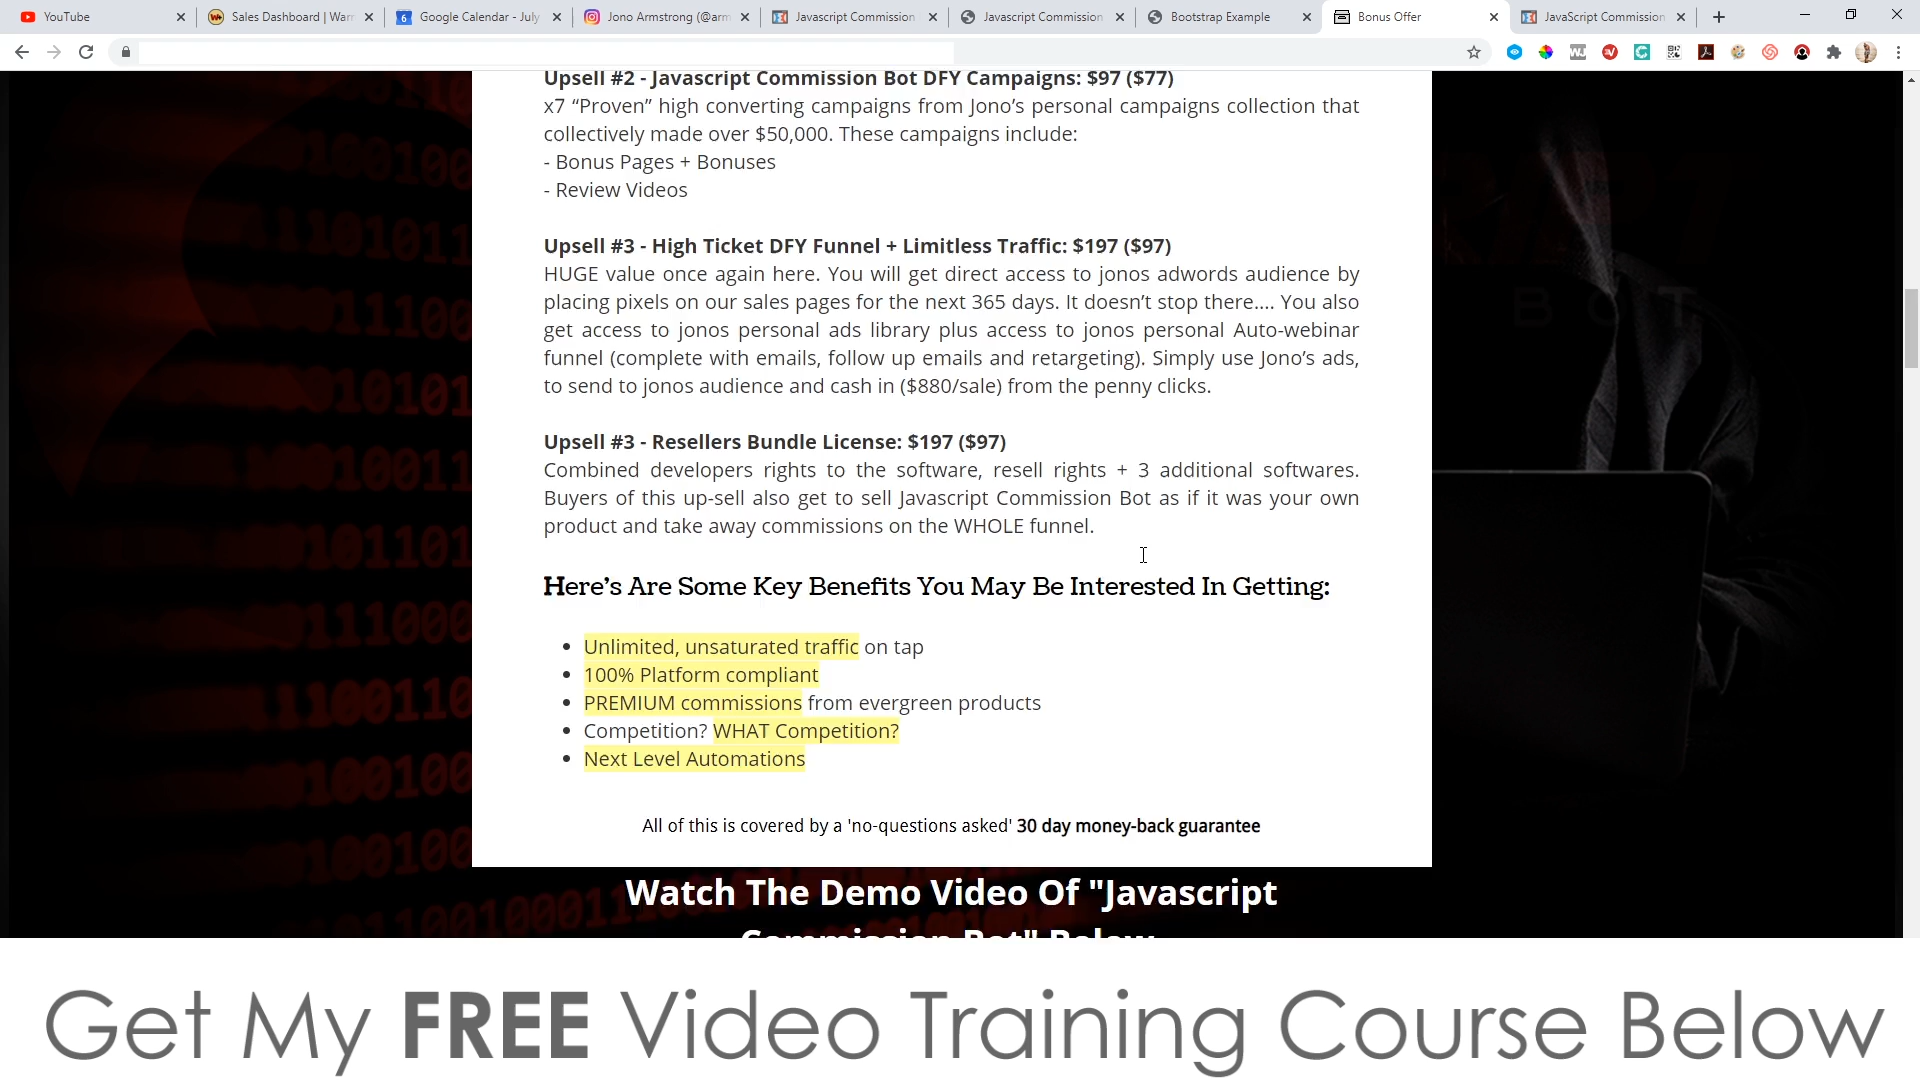 YouTube
Sales Dashboard | War
Google Calendar - July
Jono Armstrong (@arm
Javascript Commission
Javascript Commission
Bootstrap Example
Bonus Offer
JavaScript Commission
Upsell #2 - Javascript Commission Bot DFY Campaigns: $97 ($77)
x7 “Proven” high converting campaigns from Jono’s personal campaigns collection that
collectively made over $50,000. These campaigns include:
- Bonus Pages + Bonuses
- Review Videos
Upsell #3 - High Ticket DFY Funnel + Limitless Traffic: $197 ($97)
HUGE value once again here. You will get direct access to jonos adwords audience by
placing pixels on our sales pages for the next 365 days. It doesn’t stop there.... You also
get access to jonos personal ads library plus access to jonos personal Auto-webinar
funnel (complete with emails, follow up emails and retargeting). Simply use Jono’s ads,
to send to jonos audience and cash in ($880/sale) from the penny clicks.
Upsell #3 - Resellers Bundle License: $197 ($97)
Combined developers rights to the software, resell rights + 3 additional softwares.
Buyers of this up-sell also get to sell Javascript Commission Bot as if it was your own
product and take away commissions on the WHOLE funnel.
Here’s Are Some Key Benefits You May Be Interested In Getting:
• Unlimited, unsaturated traffic on tap
• 100% Platform compliant
• PREMIUM commissions from evergreen products
• Competition? WHAT Competition?
• Next Level Automations
All of this is covered by a 'no-questions asked' 30 day money-back guarantee
Watch The Demo Video Of "Javascript
Commission Bot" Below
BOT
Get My FREE Video Training Course Below